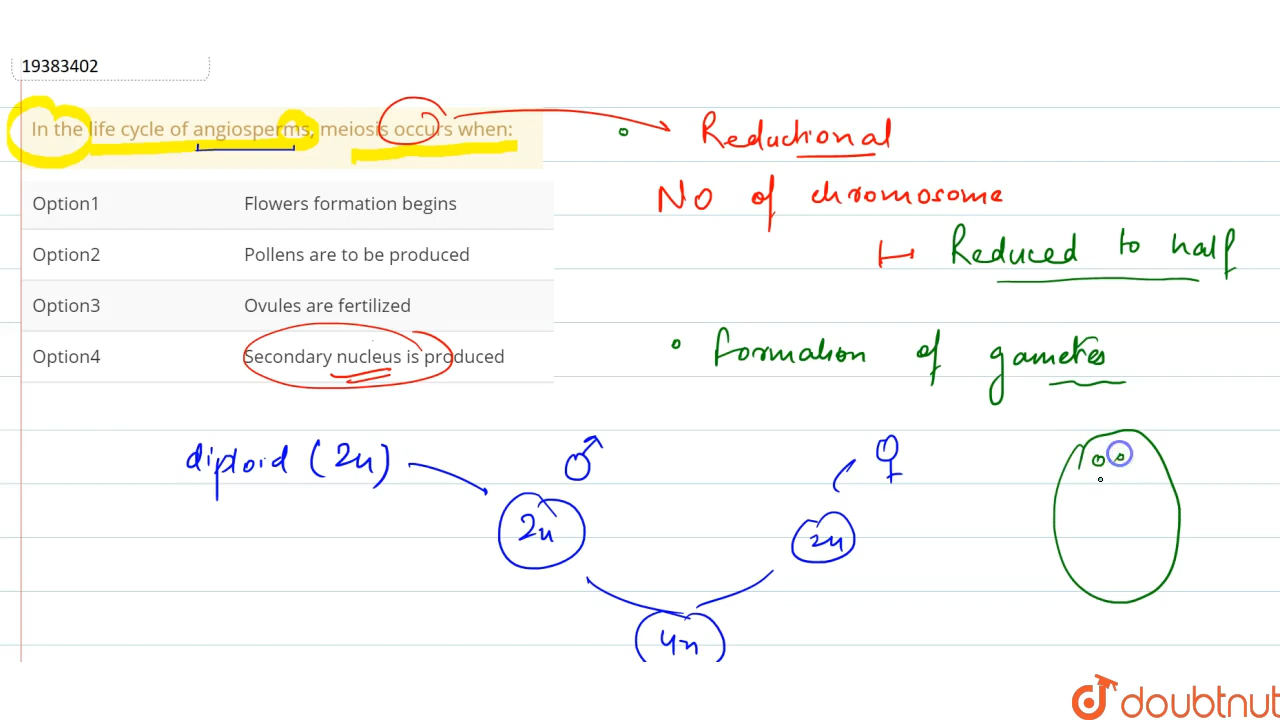 19383402
In the life cycle of angiosperms, meiosis occurs when:
Option1 Flowers formation begins
Option2 Pollens are to be produced
Option3 Ovules are fertilized
Option4 Secondary nucleus is produced
Reductional
No of chromosome
Reduced to half
formation of gametes
diploid (2n)
♂
♀
2n
2n
4n
doubtnut